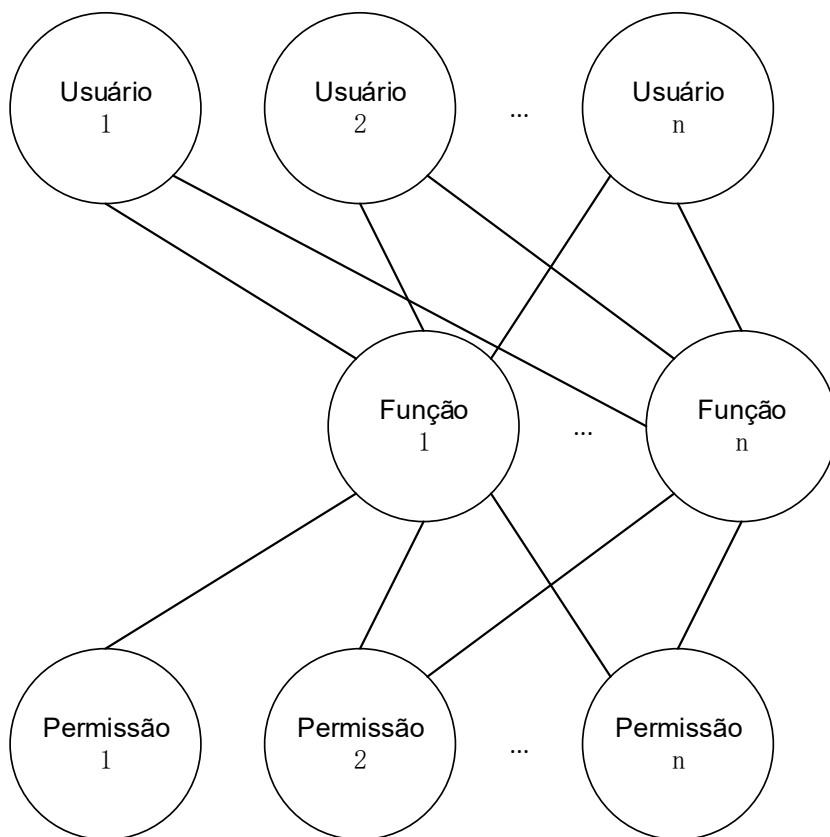 Usuário
1
Usuário
2
...
Usuário
n
Função
1
...
Função
n
Permissão
1
Permissão
2
...
Permissão
n